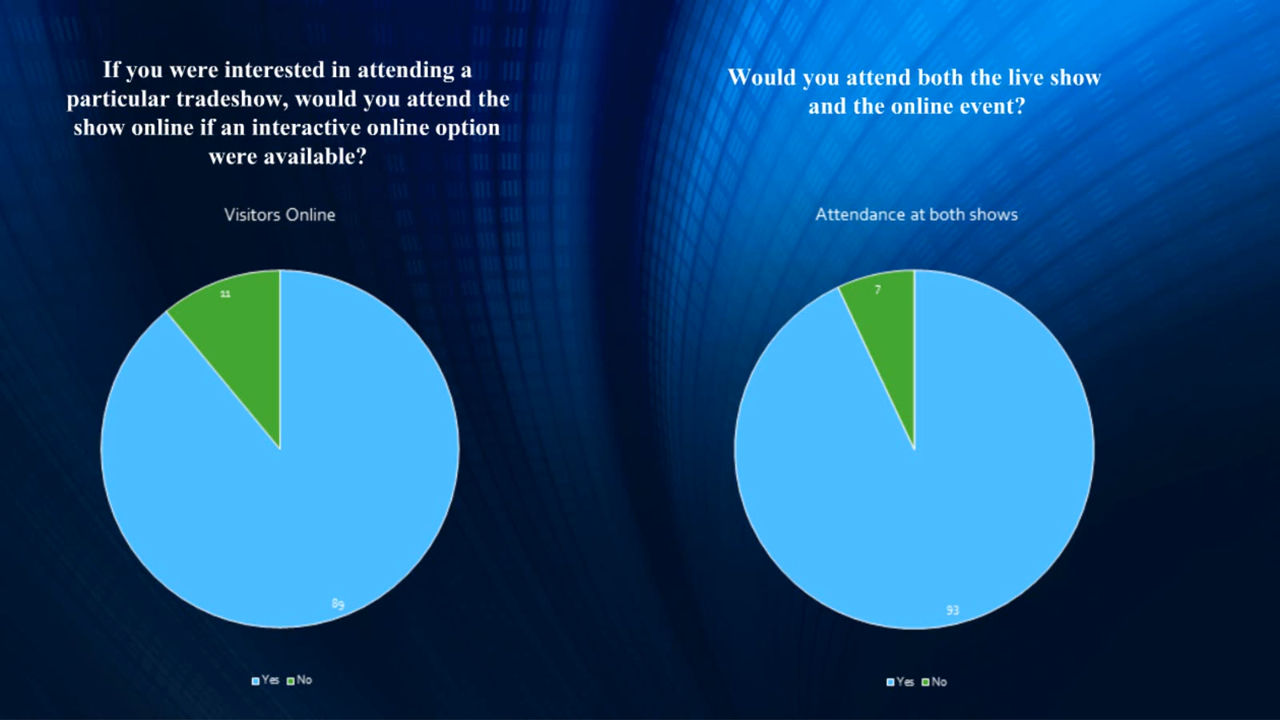 If you were interested in attending a
particular tradeshow, would you attend the
show online if an interactive online option
were available?
Visitors Online
11
89
Yes No
Would you attend both the live show
and the online event?
Attendance at both shows
7
93
Yes No